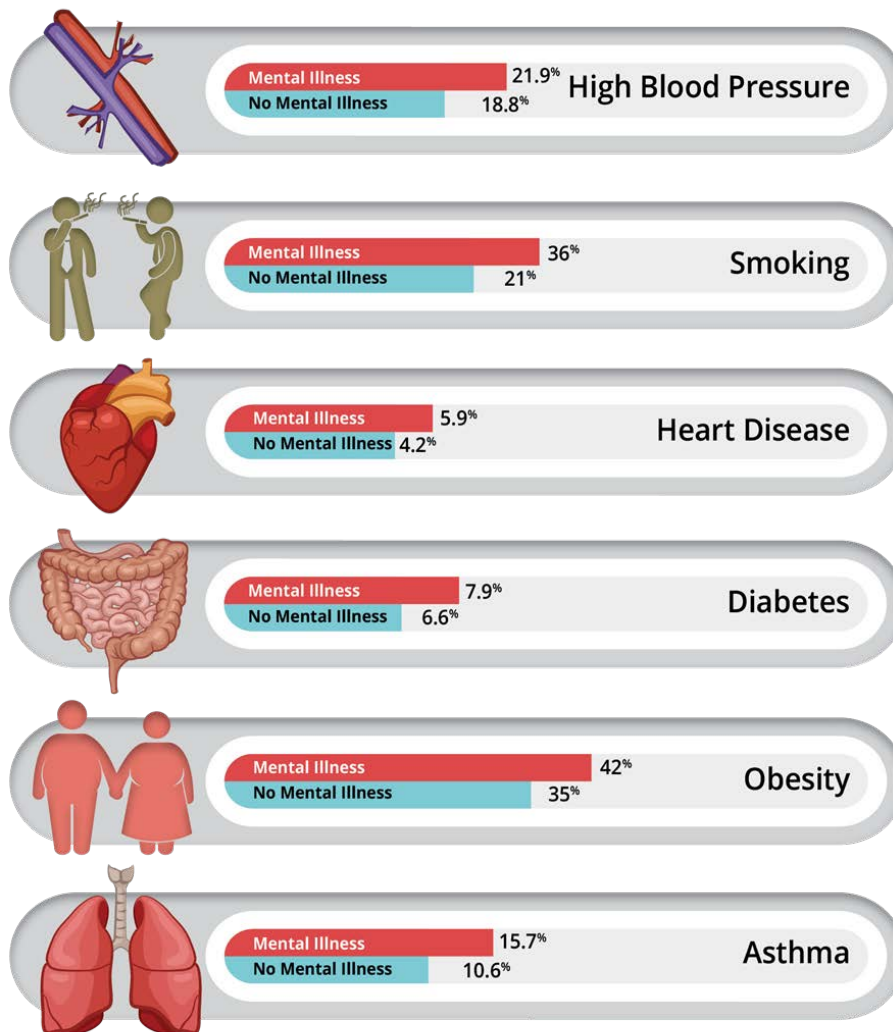 Mental Illness 21.9%
No Mental Illness 18.8%
High Blood Pressure
Mental Illness 36%
No Mental Illness 21%
Smoking
Mental Illness 5.9%
No Mental Illness 4.2%
Heart Disease
Mental Illness 7.9%
No Mental Illness 6.6%
Diabetes
Mental Illness 42%
No Mental Illness 35%
Obesity
Mental Illness 15.7%
No Mental Illness 10.6%
Asthma